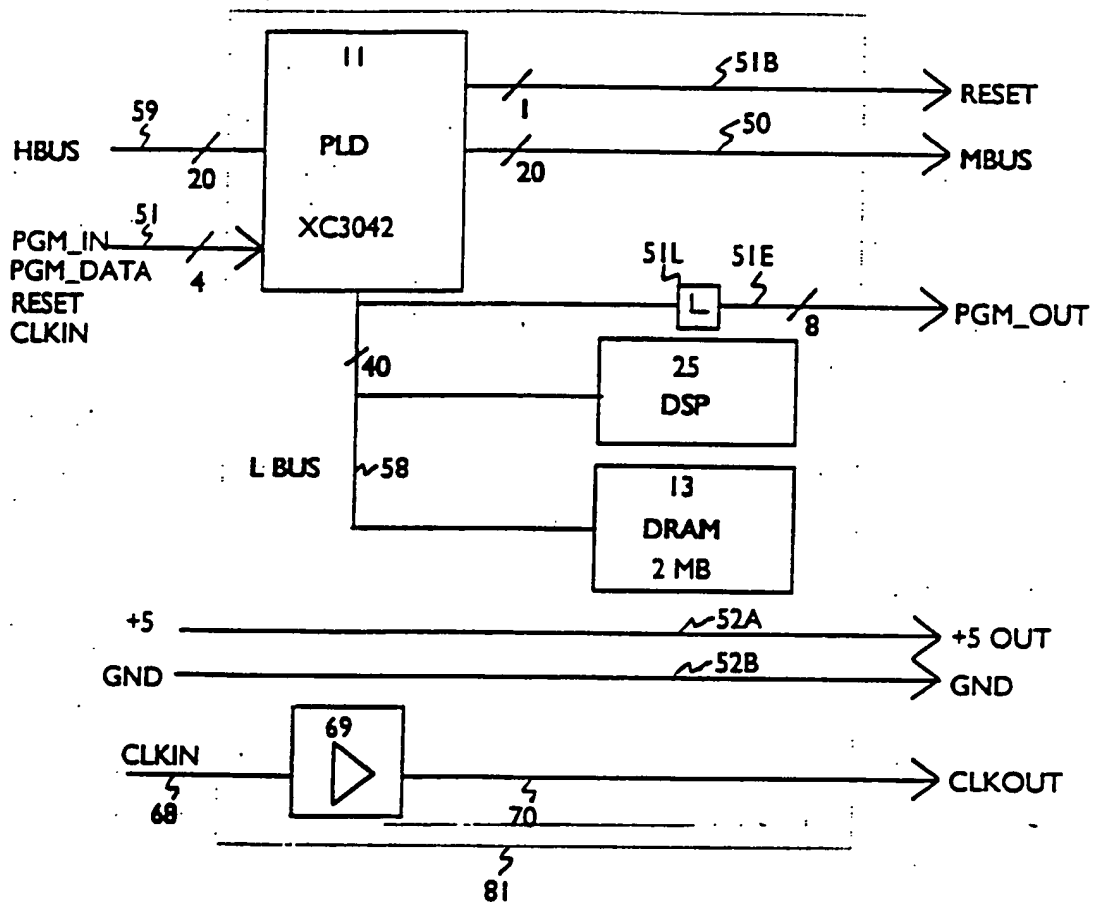 11
51B
RESET
1
59
50
HBUS
PLD
MBUS
20
20
XC3042
51
PGM_IN
PGM_DATA
4
RESET
CLKIN
51L
51E
L
8
PGM_OUT
40
25
DSP
L BUS
58
13
DRAM
2 MB
+5
52A
+5 OUT
GND
52B
GND
69
CLKIN
CLKOUT
68
70
81